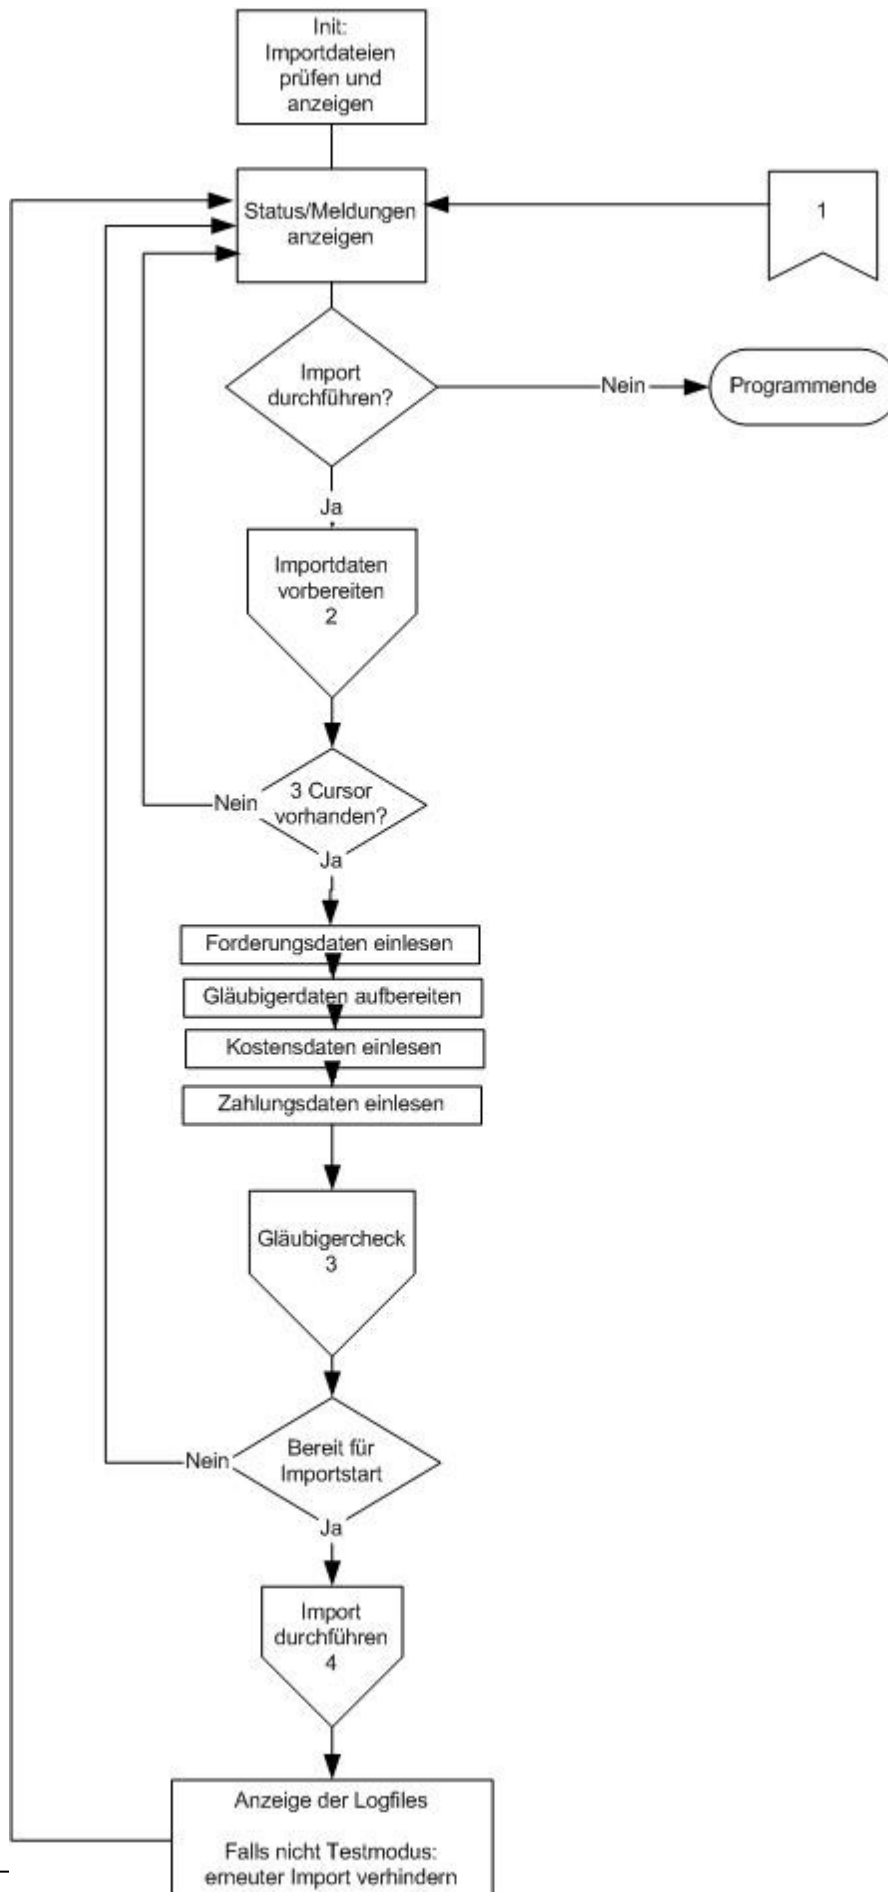 Init:
Importdateien
prüfen und
anzeigen
Status/Meldungen
anzeigen
1
Import
durchführen?
Nein
Programmende
Ja
Importdaten
vorbereiten
2
3 Cursor
vorhanden?
Nein
Ja
Forderungsdaten einlesen
Gläubigerdaten aufbereiten
Kostensdaten einlesen
Zahlungsdaten einlesen
Gläubigercheck
3
Bereit für
Importstart
Nein
Ja
Import
durchführen
4
Anzeige der Logfiles
Falls nicht Testmodus:
erneuter Import verhindern